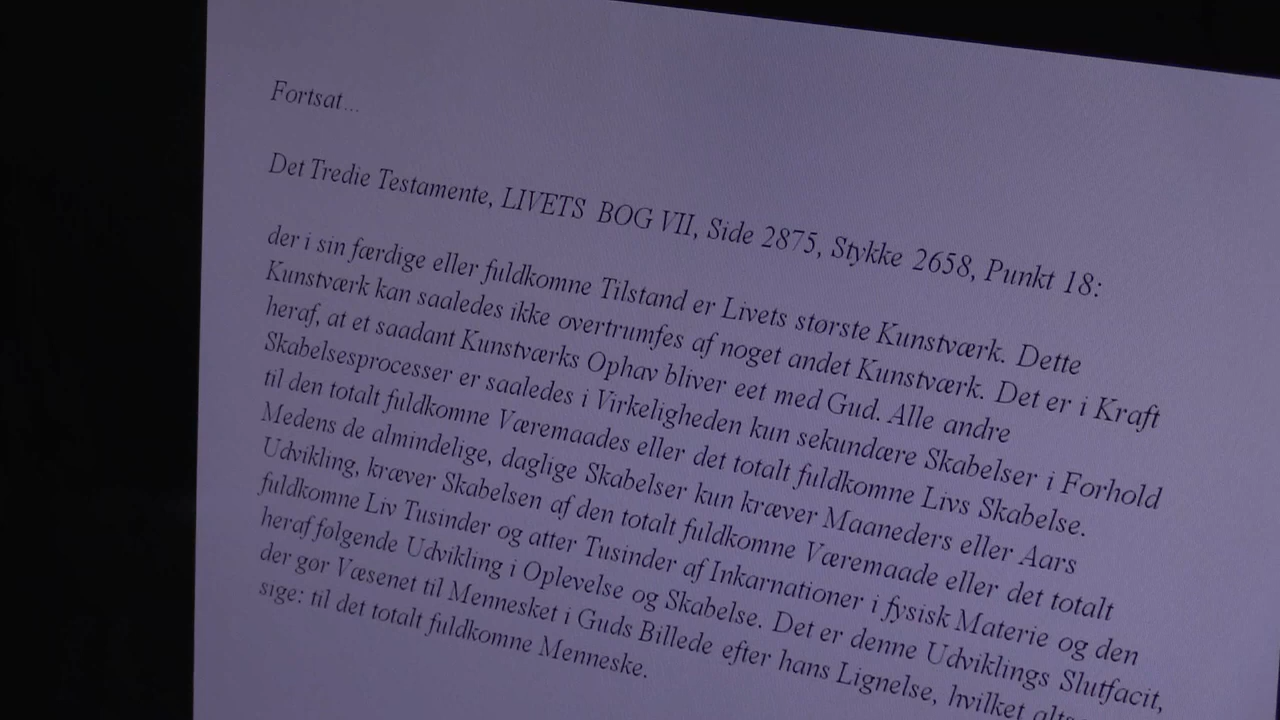 Fortsat...
Det Tredie Testamente, LIVETS BOG VII, Side 2875, Stykke 2658, Punkt 18:
der i sin færdige eller fuldkomne Tilstand er Livets største Kunstværk. Dette
Kunstværk kan saaledes ikke overtrumfes af noget andet Kunstværk. Det er i Kraft
heraf, at et saadant Kunstværks Ophav bliver eet med Gud. Alle andre
Skabelsesprocesser er saaledes i Virkeligheden kun sekundære Skabelser i Forhold
til den totalt fuldkomne Væremaades eller det totalt fuldkomne Livs Skabelse.
Medens de almindelige, daglige Skabelser kun kræver Maaneders eller Aars
Udvikling, kræver Skabelsen af den totalt fuldkomne Væremaade eller det totalt
fuldkomne Liv Tusinder og atter Tusinder af Inkarnationer i fysisk Materie og den
heraf følgende Udvikling i Oplevelse og Skabelse. Det er denne Udviklings Slutfacit,
der gør Væsenet til Mennesket i Guds Billede efter hans Lignelse, hvilket
sige: til det totalt fuldkomne Menneske.